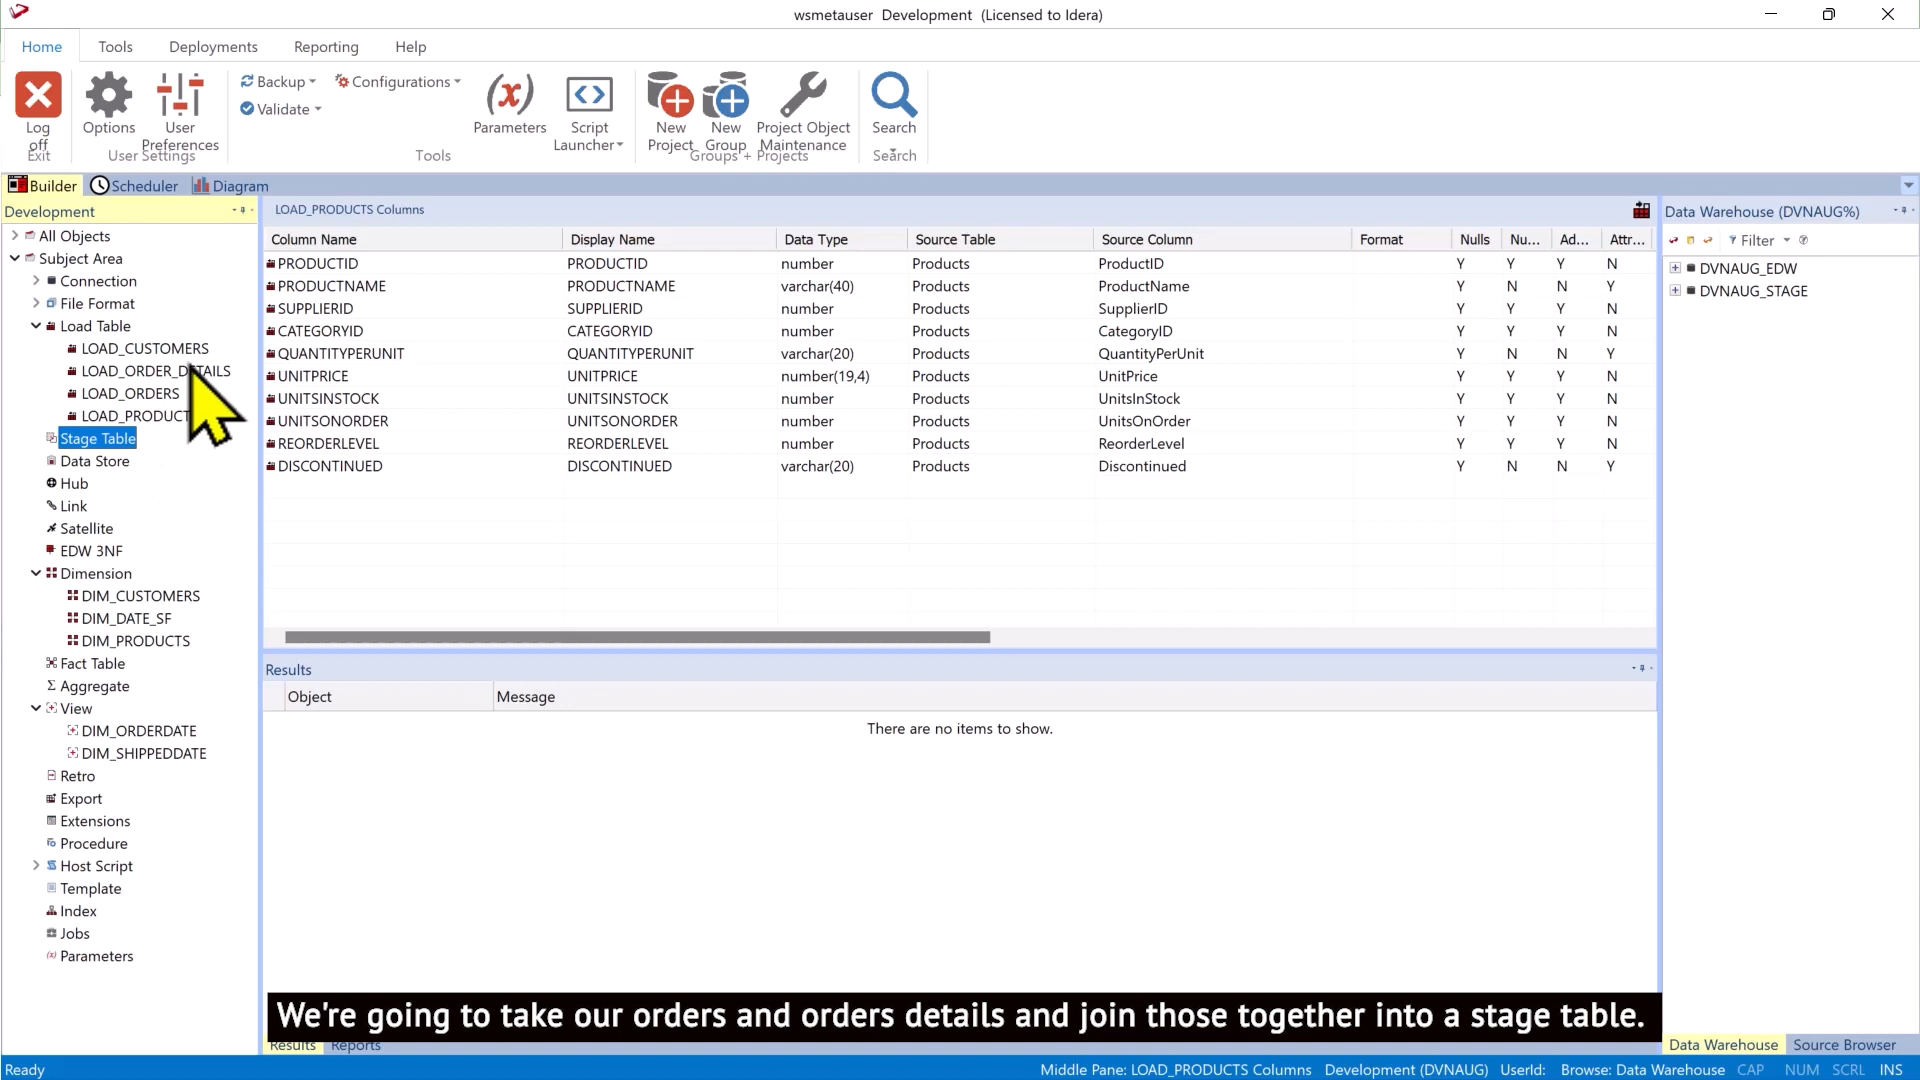 wsmetauser Development (Licensed to Idera)
Home Tools Deployments Reporting Help
Log off
Options
User Preferences
Backup
Validate
Configurations
Parameters
Script Launcher
New Project
New Group
Project Object Maintenance
Search
Exit User Settings Tools Groups + Projects Search
Builder Scheduler Diagram
Development
All Objects
Subject Area
Connection
File Format
Load Table
LOAD_CUSTOMERS
LOAD_ORDER_DETAILS
LOAD_ORDERS
LOAD_PRODUCT
Stage Table
Data Store
Hub
Link
Satellite
EDW 3NF
Dimension
DIM_CUSTOMERS
DIM_DATE_SF
DIM_PRODUCTS
Fact Table
Aggregate
View
DIM_ORDERDATE
DIM_SHIPPEDDATE
Retro
Export
Extensions
Procedure
Host Script
Template
Index
Jobs
Parameters
LOAD_PRODUCTS Columns
Column Name Display Name Data Type Source Table Source Column Format Nulls Nu... Ad... Attr...
PRODUCTID PRODUCTID number Products ProductID Y Y Y N
PRODUCTNAME PRODUCTNAME varchar(40) Products ProductName Y N N Y
SUPPLIERID SUPPLIERID number Products SupplierID Y Y Y N
CATEGORYID CATEGORYID number Products CategoryID Y Y Y N
QUANTITYPERUNIT QUANTITYPERUNIT varchar(20) Products QuantityPerUnit Y N N Y
UNITPRICE UNITPRICE number(19,4) Products UnitPrice Y Y Y N
UNITSINSTOCK UNITSINSTOCK number Products UnitsInStock Y Y Y N
UNITSONORDER UNITSONORDER number Products UnitsOnOrder Y Y Y N
REORDERLEVEL REORDERLEVEL number Products ReorderLevel Y Y Y N
DISCONTINUED DISCONTINUED varchar(20) Products Discontinued Y N N Y
Results
Object Message
There are no items to show.
Data Warehouse (DVNAUG%)
Filter
DVNAUG_EDW
DVNAUG_STAGE
We're going to take our orders and orders details and join those together into a stage table.
Results Reports
Data Warehouse Source Browser
Ready Middle Pane: LOAD_PRODUCTS Columns Development (DVNAUG) UserId: Browse: Data Warehouse CAP NUM SCRL INS